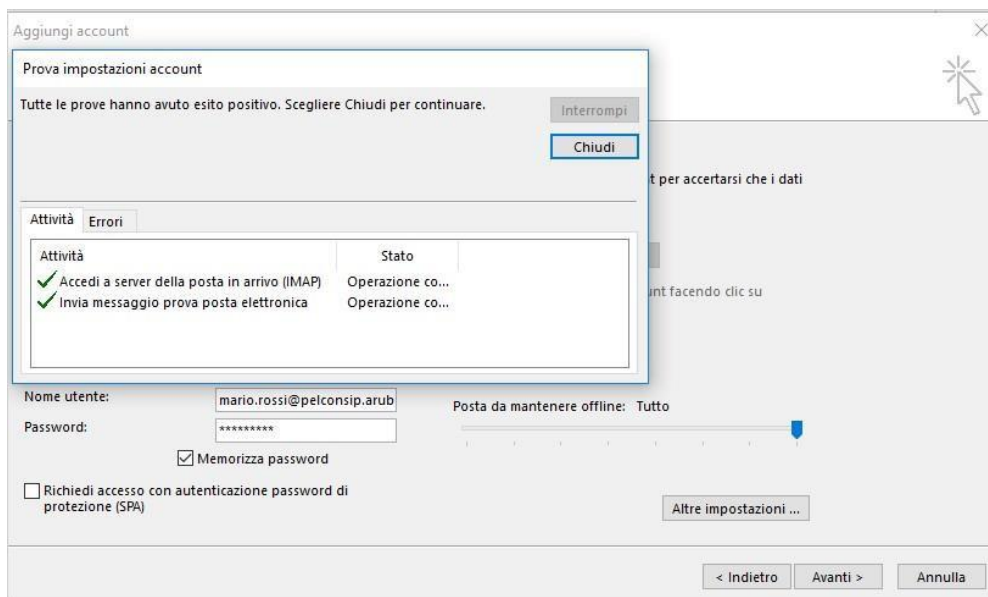 Aggiungi account
Prova impostazioni account
Tutte le prove hanno avuto esito positivo. Scegliere Chiudi per continuare.
Interrompi
Chiudi
t per accertarsi che i dati
Attività Errori
Attività Stato
Accedi a server della posta in arrivo (IMAP) Operazione co...
Invia messaggio prova posta elettronica Operazione co...
unt facendo clic su
Nome utente: mario.rossi@pelconsip.arub
Posta da mantenere offline: Tutto
Password: *********
Memorizza password
Richiedi accesso con autenticazione password di
protezione (SPA)
Altre impostazioni ...
< Indietro Avanti > Annulla